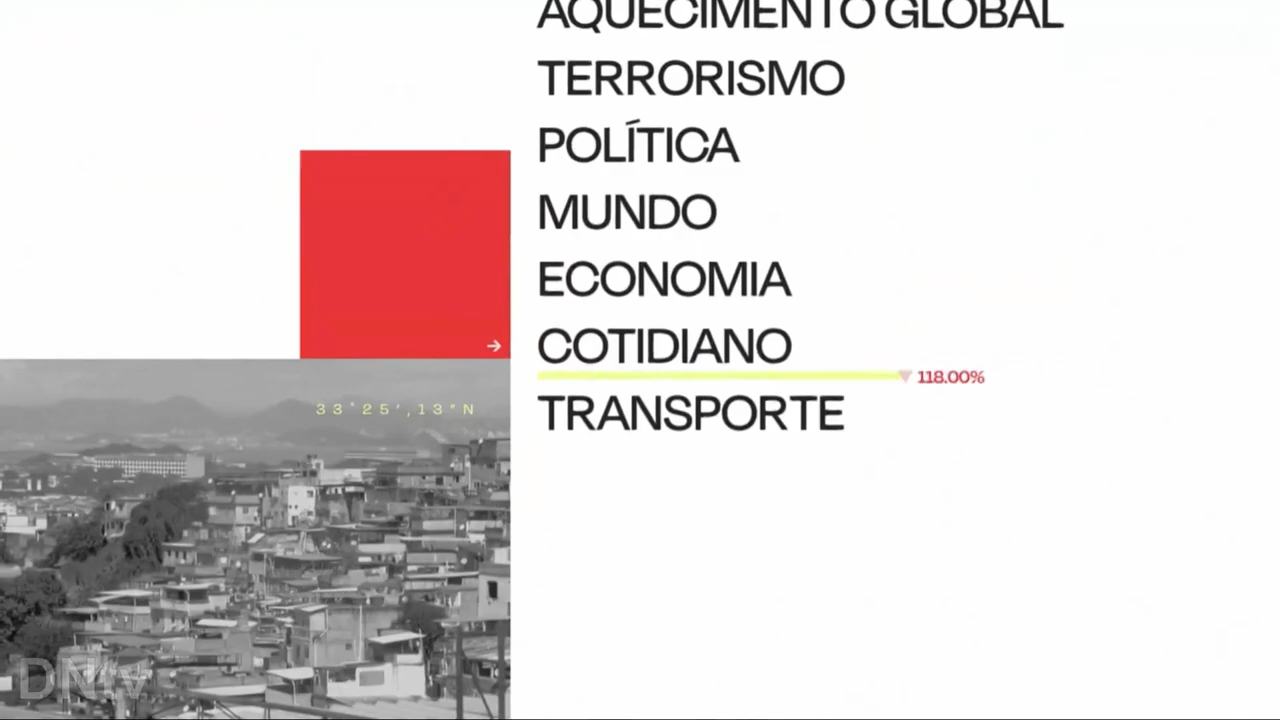 AQUECIMENTO GLOBAL
TERRORISMO
POLÍTICA
MUNDO
ECONOMIA
COTIDIANO
118.00%
TRANSPORTE
33°25',13"N
DNtv